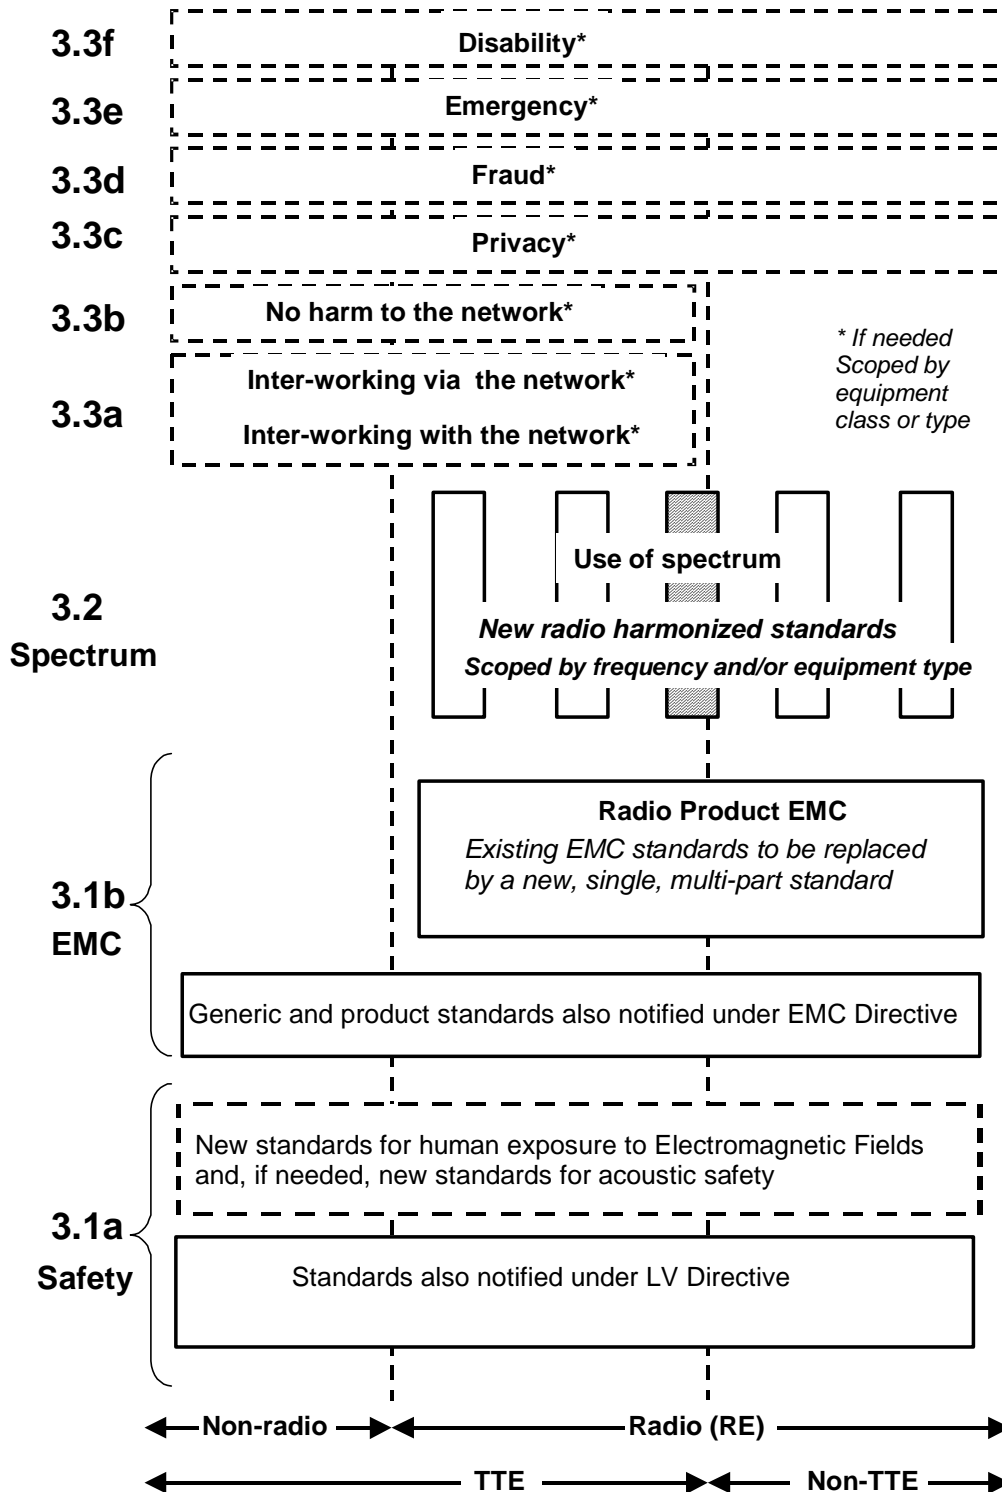 3.3f
Disability*
3.3e
Emergency*
3.3d
Fraud*
3.3c
Privacy*
3.3b
No harm to the network*
* If needed
Scoped by
equipment
class or type
3.3a
Inter-working via the network*
Inter-working with the network*
3.2
Spectrum
Use of spectrum
New radio harmonized standards
Scoped by frequency and/or equipment type
3.1b
EMC
Radio Product EMC
Existing EMC standards to be replaced
by a new, single, multi-part standard
Generic and product standards also notified under EMC Directive
3.1a
Safety
New standards for human exposure to Electromagnetic Fields
and, if needed, new standards for acoustic safety
Standards also notified under LV Directive
Non-radio
Radio (RE)
TTE
Non-TTE